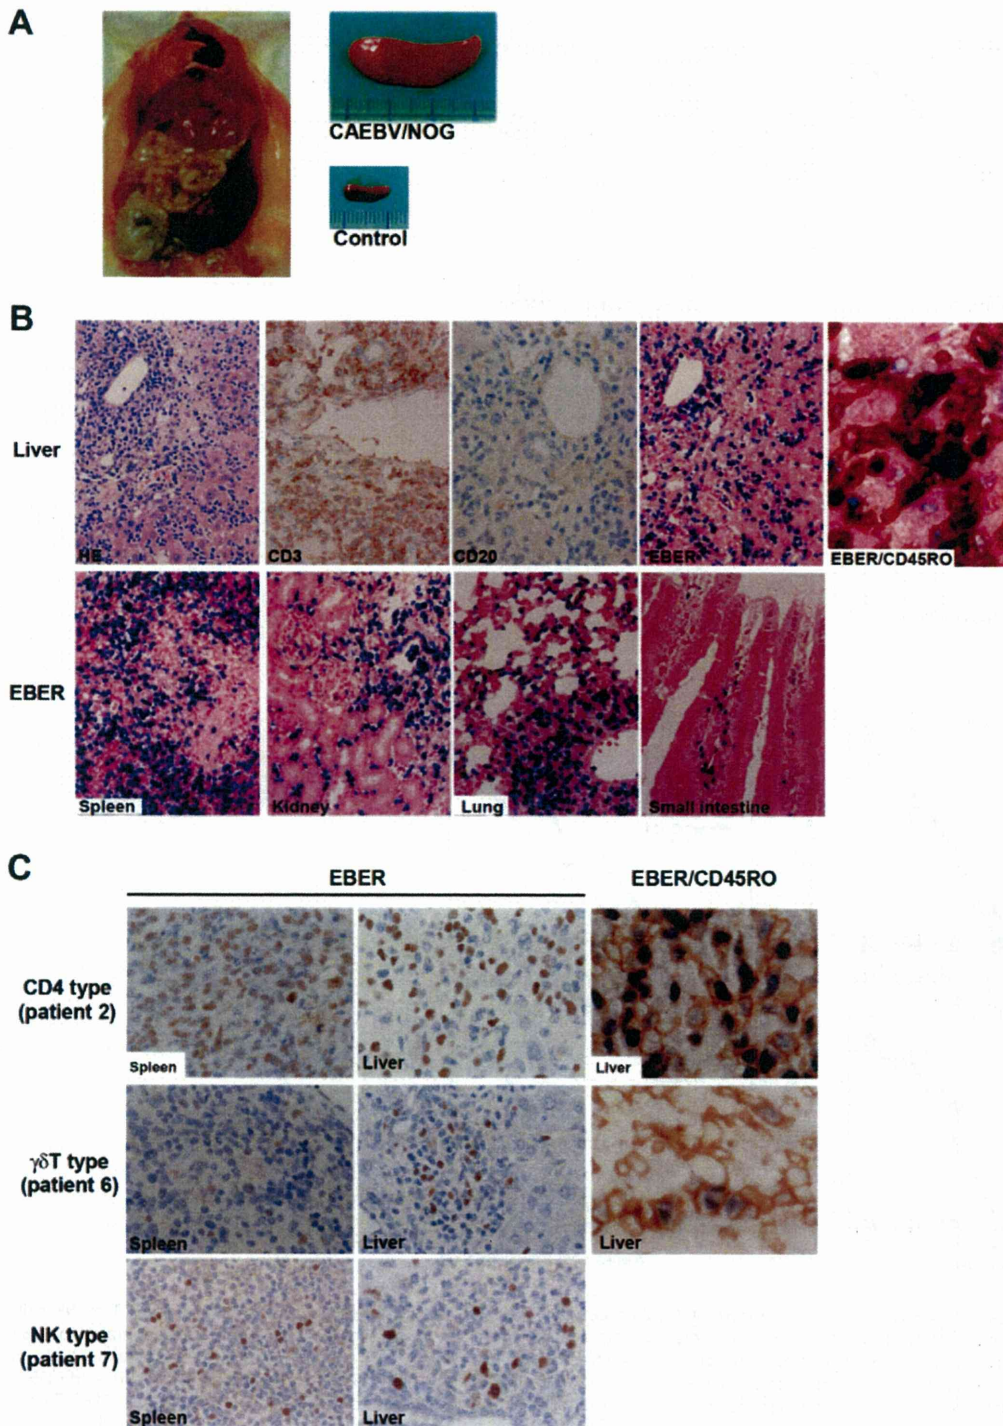 A
CAEBV/NOG
Control
B
Liver
HE
CD3
CD20
EBER
EBER/CD45RO
EBER
Spleen
Kidney
Lung
Small intestine
C
EBER
EBER/CD45RO
CD4 type
(patient 2)
Spleen
Liver
Liver
γδT type
(patient 6)
Spleen
Liver
Liver
NK type
(patient 7)
Spleen
Liver